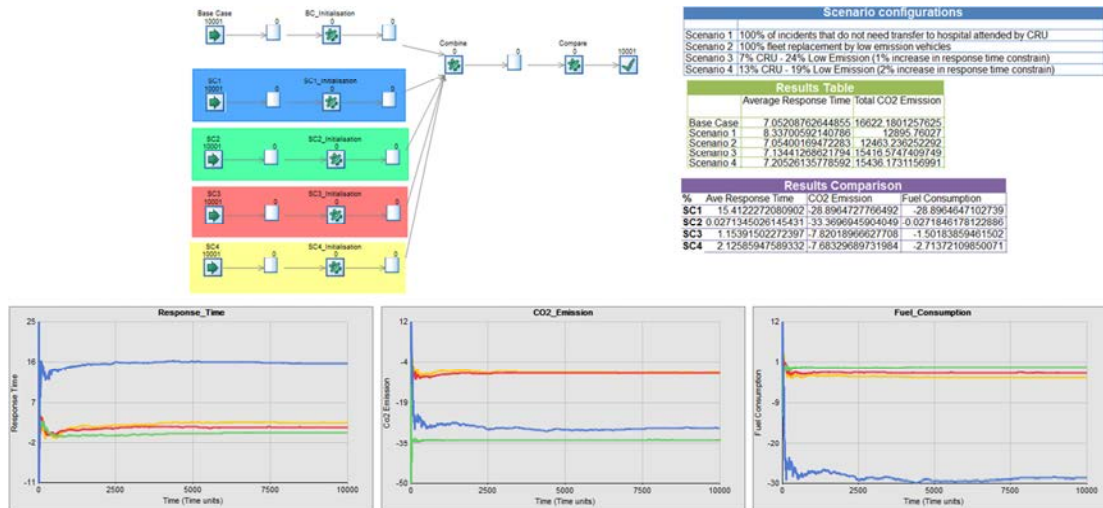 Base Case
10001
0
BC_Initialisation
0
0
SC1
10001
0
SC1_Initialisation
0
0
SC2
10001
0
SC2_Initialisation
0
0
SC3
10001
0
SC3_Initialisation
0
0
SC4
10001
0
SC4_Initialisation
0
0
Combine
0
0
Compare
0
10001
Scenario configurations
Scenario 1 100% of incidents that do not need transfer to hospital attended by CRU
Scenario 2 100% fleet replacement by low emission vehicles
Scenario 3 7% CRU - 24% Low Emission (1% increase in response time constrain)
Scenario 4 13% CRU - 19% Low Emission (2% increase in response time constrain)
Results Table
Average Response Time Total CO2 Emission
Base Case 7.05208762644855 16622.1801257625
Scenario 1 8.33700592140786 12895.76027
Scenario 2 7.05400169472283 12463.236252292
Scenario 3 7.13441268621794 15416.5747409749
Scenario 4 7.20526135778592 15436.1731156991
Results Comparison
% Ave Response Time CO2 Emission Fuel Consumption
SC1 15.4122272080902 -28.8964727766492 -28.8964647102739
SC2 0.0271345026145431 -33.3696945904049 -0.0271846178122886
SC3 1.15391502272397 -7.82018966627708 -1.50183859461502
SC4 2.12585947589332 -7.68329689731984 -2.71372109850071
Response_Time
Response Time
25
16
7
-2
-11
0 2500 5000 7500 10000
Time (Time units)
CO2_Emission
Co2 Emission
12
-4
-19
-35
-50
0 2500 5000 7500 10000
Time (Time units)
Fuel_Consumption
Fuel Consumption
12
1
-9
-20
-30
0 2500 5000 7500 10000
Time (Time units)